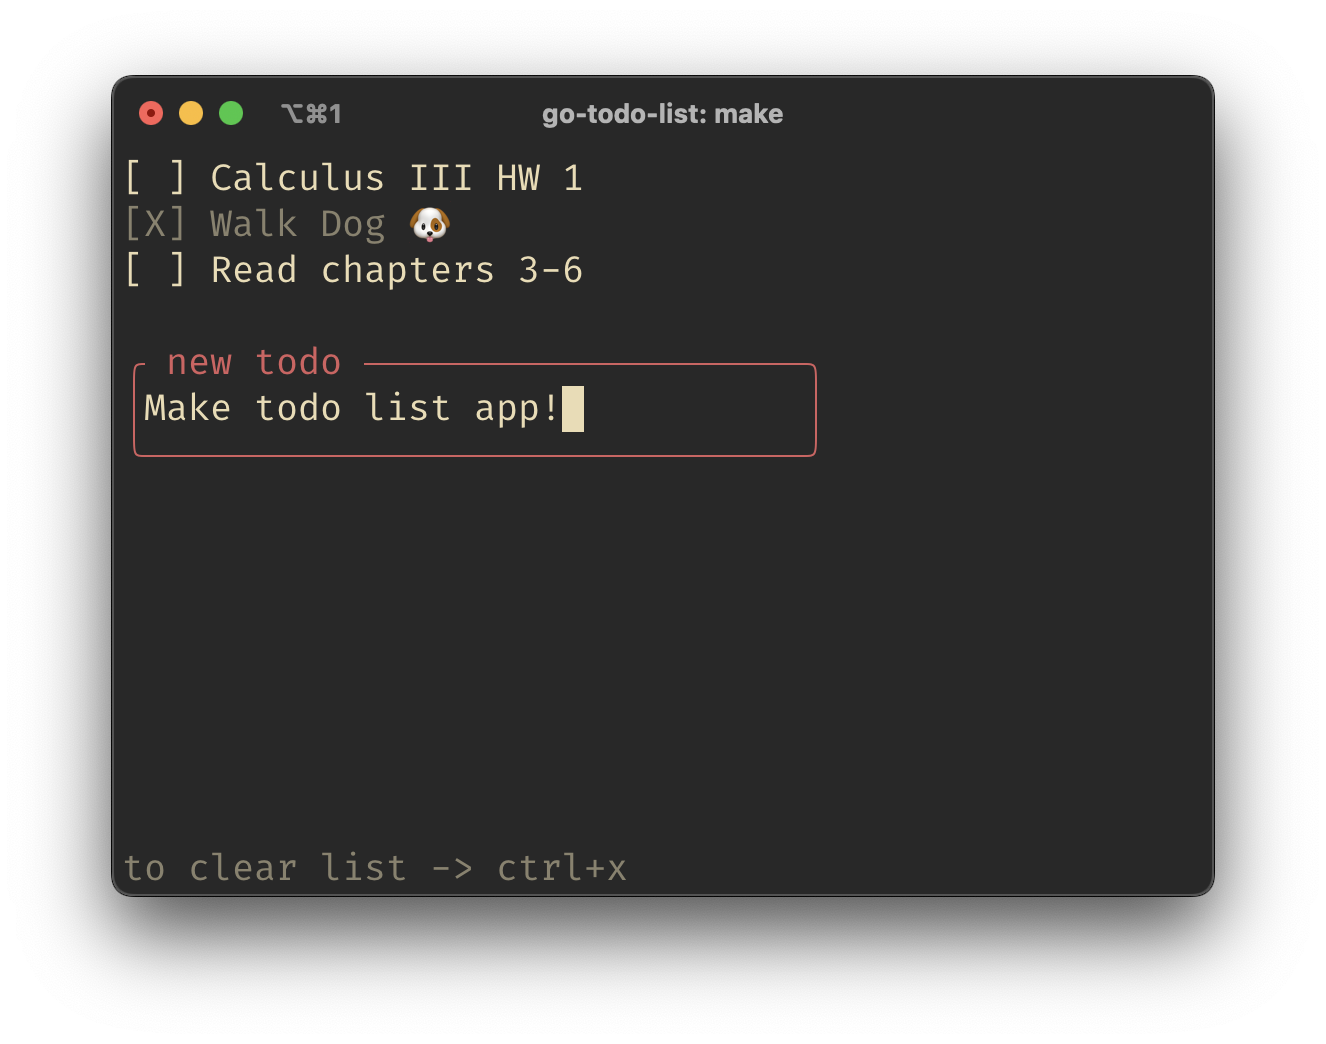 ⌥⌘1 go-todo-list: make
[ ] Calculus III HW 1
[X] Walk Dog 🐶
[ ] Read chapters 3-6
new todo
Make todo list app!
to clear list -> ctrl+x